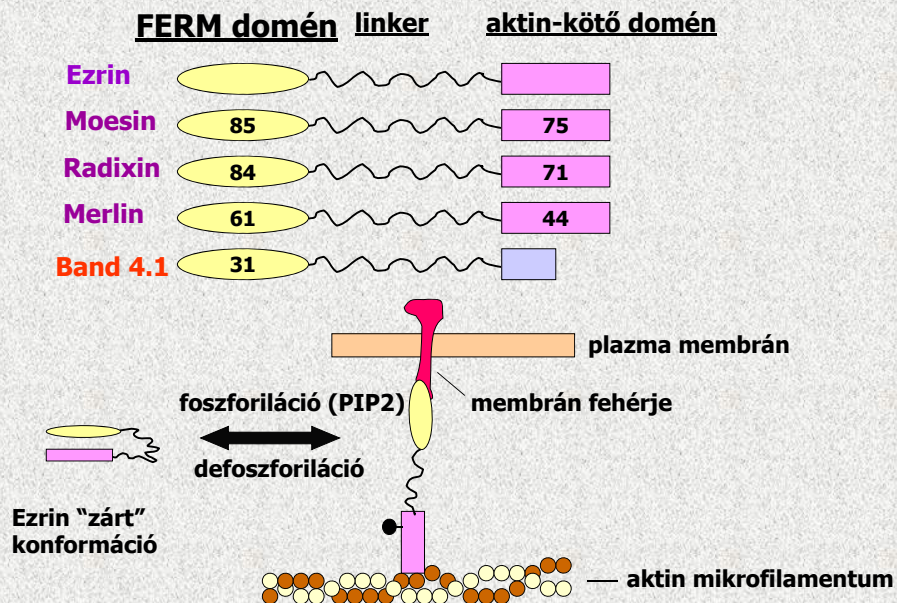 FERM domén linker aktin-kötő domén
Ezrin
Moesin 85 75
Radixin 84 71
Merlin 61 44
Band 4.1 31
plazma membrán
foszforiláció (PIP2)
membrán fehérje
defoszforiláció
Ezrin “zárt”
konformáció
aktin mikrofilamentum